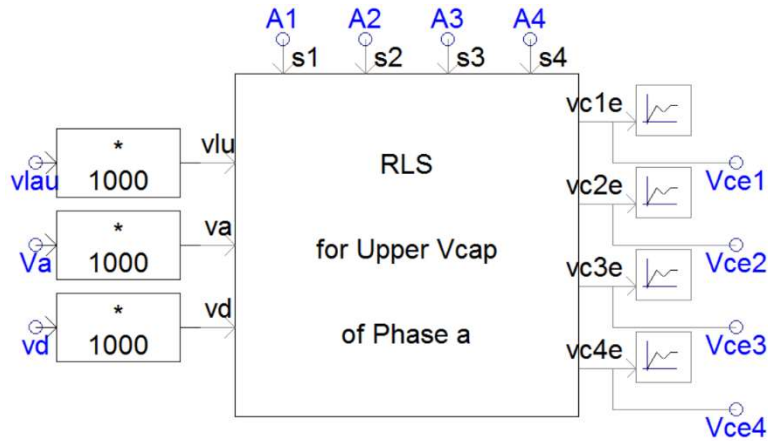 A1 A2 A3 A4
s1 s2 s3 s4
vc1e
*
1000
vlau
vlu
RLS
Vce1
vc2e
*
1000
Va
va
for Upper Vcap
Vce2
vc3e
*
1000
vd
vd
of Phase a
Vce3
vc4e
Vce4